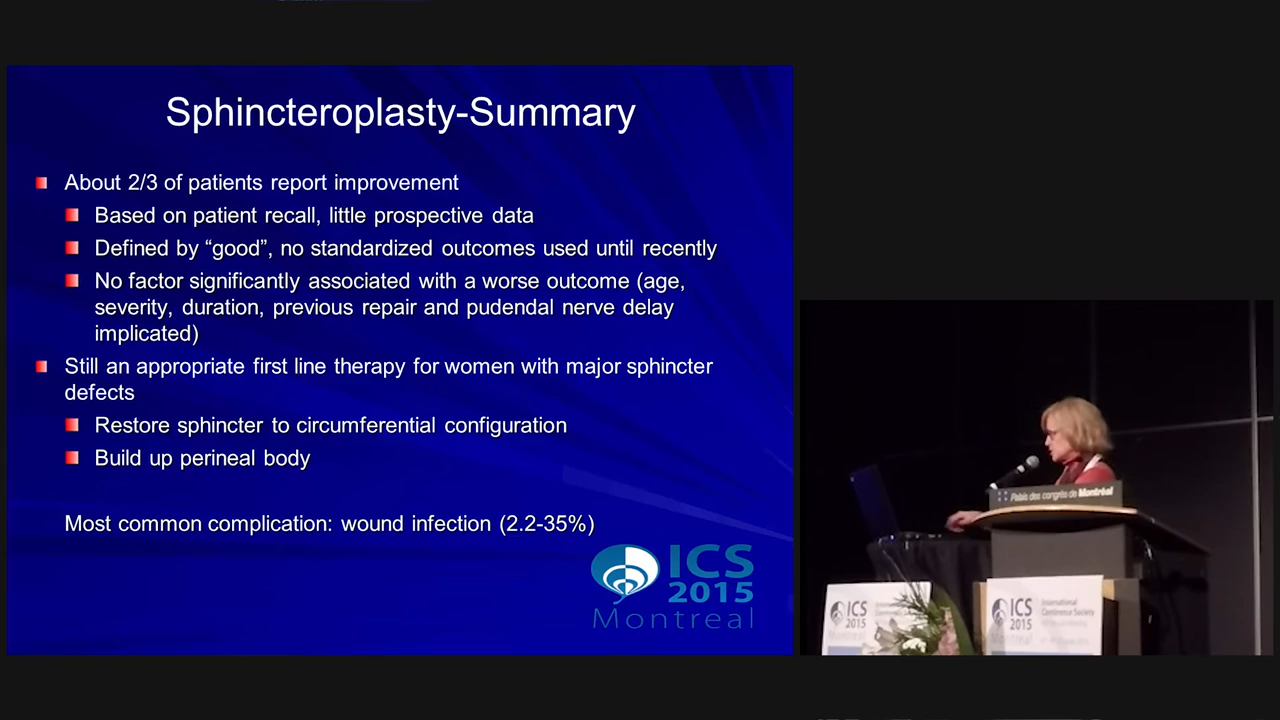 Sphincteroplasty-Summary
About 2/3 of patients report improvement
Based on patient recall, little prospective data
Defined by “good”, no standardized outcomes used until recently
No factor significantly associated with a worse outcome (age,
severity, duration, previous repair and pudendal nerve delay
implicated)
Still an appropriate first line therapy for women with major sphincter
defects
Restore sphincter to circumferential configuration
Build up perineal body
Most common complication: wound infection (2.2-35%)
ICS
2015
Montreal
Palais des congrès de Montréal
ICS
2015
Montreal
ICS
2015
Montreal
International
Continence Society